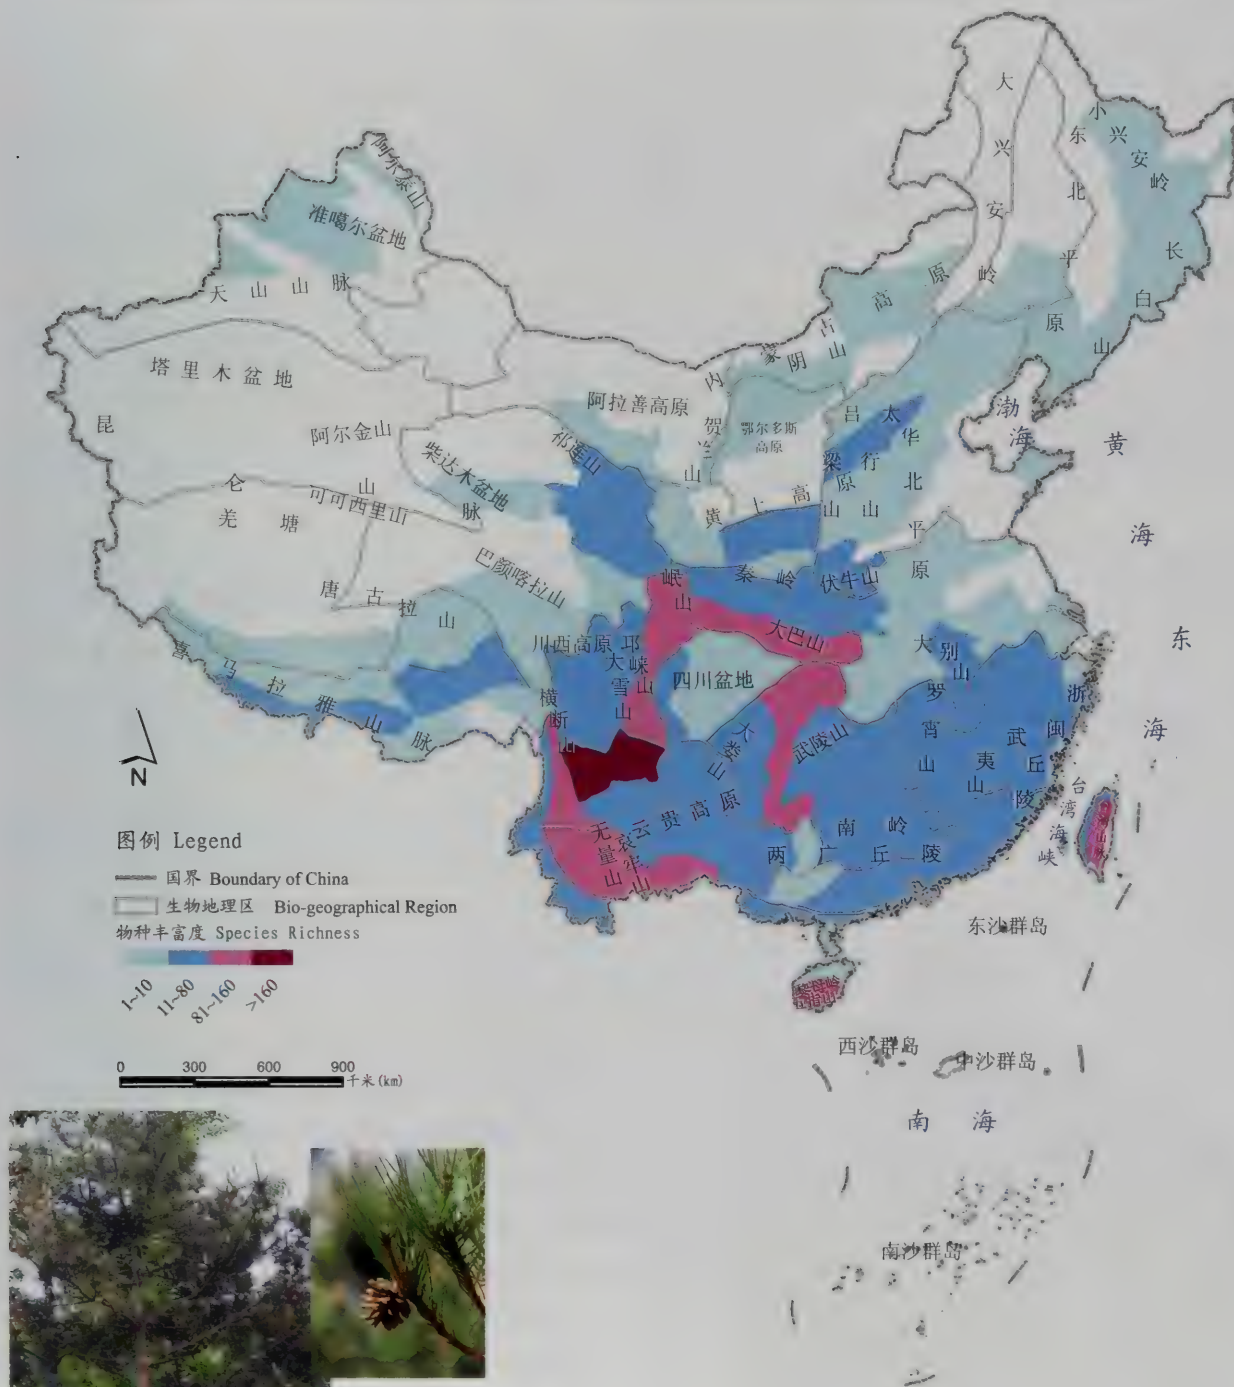 大兴安岭
小兴安岭
东北平原
长白山
阿尔泰山
准噶尔盆地
天山山脉
塔里木盆地
昆仑山脉
阿尔金山
阿拉善高原
内蒙古高原
阴山
贺兰山
鄂尔多斯
高原
吕梁山
太行山
华北平原
渤海
黄海
祁连山
柴达木盆地
可可西里山
羌塘
黄土高原
唐古拉山
巴颜喀拉山
岷山
秦岭
伏牛山
大巴山
川西高原
邛崃山
大雪山
四川盆地
大别山
东海
喜马拉雅山脉
横断山
大娄山
武陵山
罗霄山
武夷山
浙闽丘陵
台湾海峡
云贵高原
无量山
哀牢山
南岭
两广丘陵
N
图例 Legend
国界 Boundary of China
生物地理区 Bio-geographical Region
物种丰富度 Species Richness
1~10
11~80
81~160
>160
0 300 600 900
千米(km)
东沙群岛
西沙群岛
中沙群岛
南海
南沙群岛